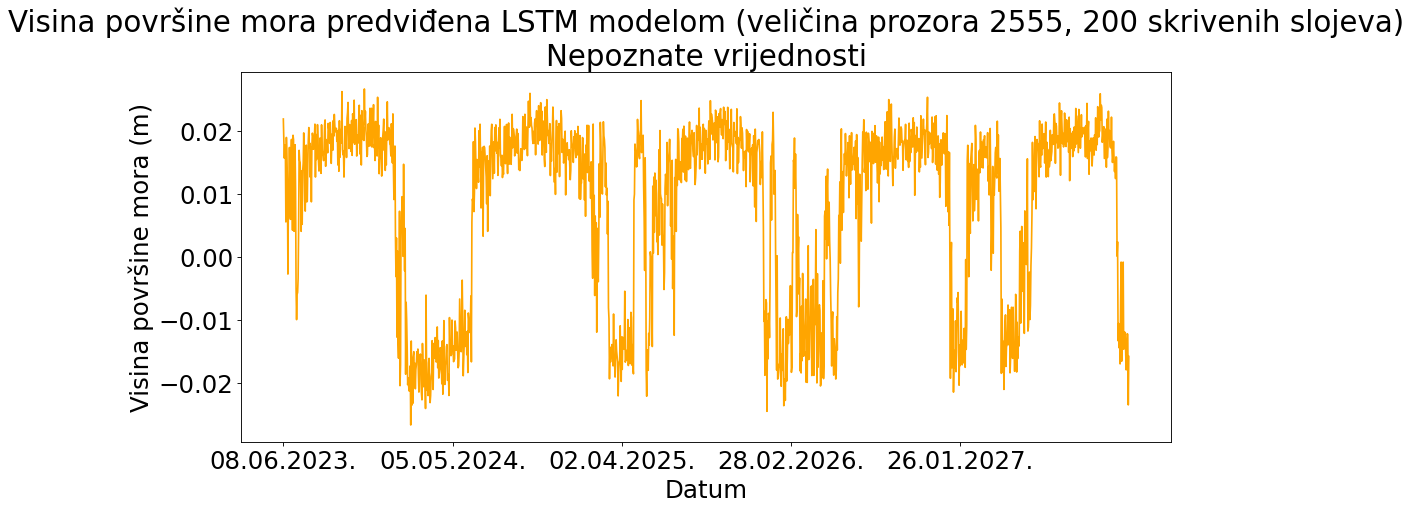 Visina površine mora predviđena LSTM modelom (veličina prozora 2555, 200 skrivenih slojeva)
Nepoznate vrijednosti
Visina površine mora (m)
0.02
0.01
0.00
−0.01
−0.02
08.06.2023. 05.05.2024. 02.04.2025. 28.02.2026. 26.01.2027.
Datum